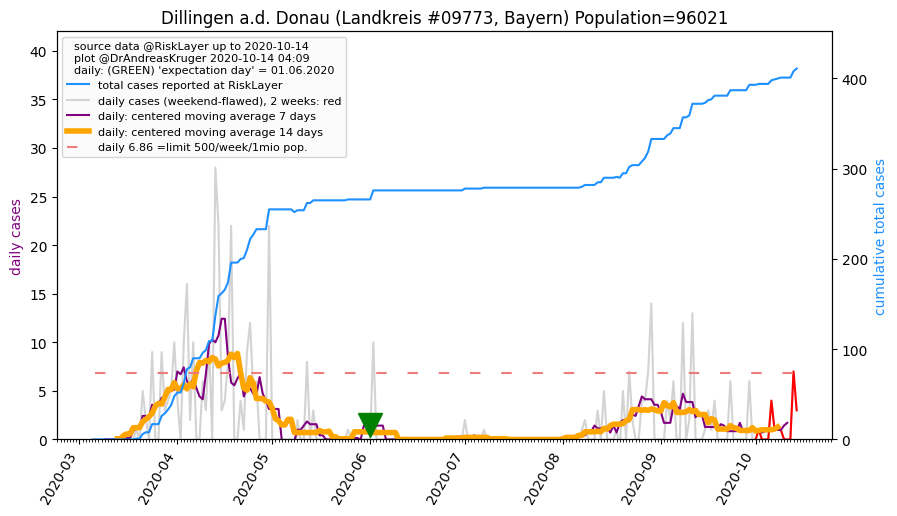 Dillingen a.d. Donau (Landkreis #09773, Bayern) Population=96021
source data @RiskLayer up to 2020-10-14
plot @DrAndreasKruger 2020-10-14 04:09
daily: (GREEN) 'expectation day' = 01.06.2020
total cases reported at RiskLayer
daily cases (weekend-flawed), 2 weeks: red
daily: centered moving average 7 days
daily: centered moving average 14 days
daily 6.86 =limit 500/week/1mio pop.
daily cases
40
35
30
25
20
15
10
5
0
cumulative total cases
400
300
200
100
0
2020-03
2020-04
2020-05
2020-06
2020-07
2020-08
2020-09
2020-10